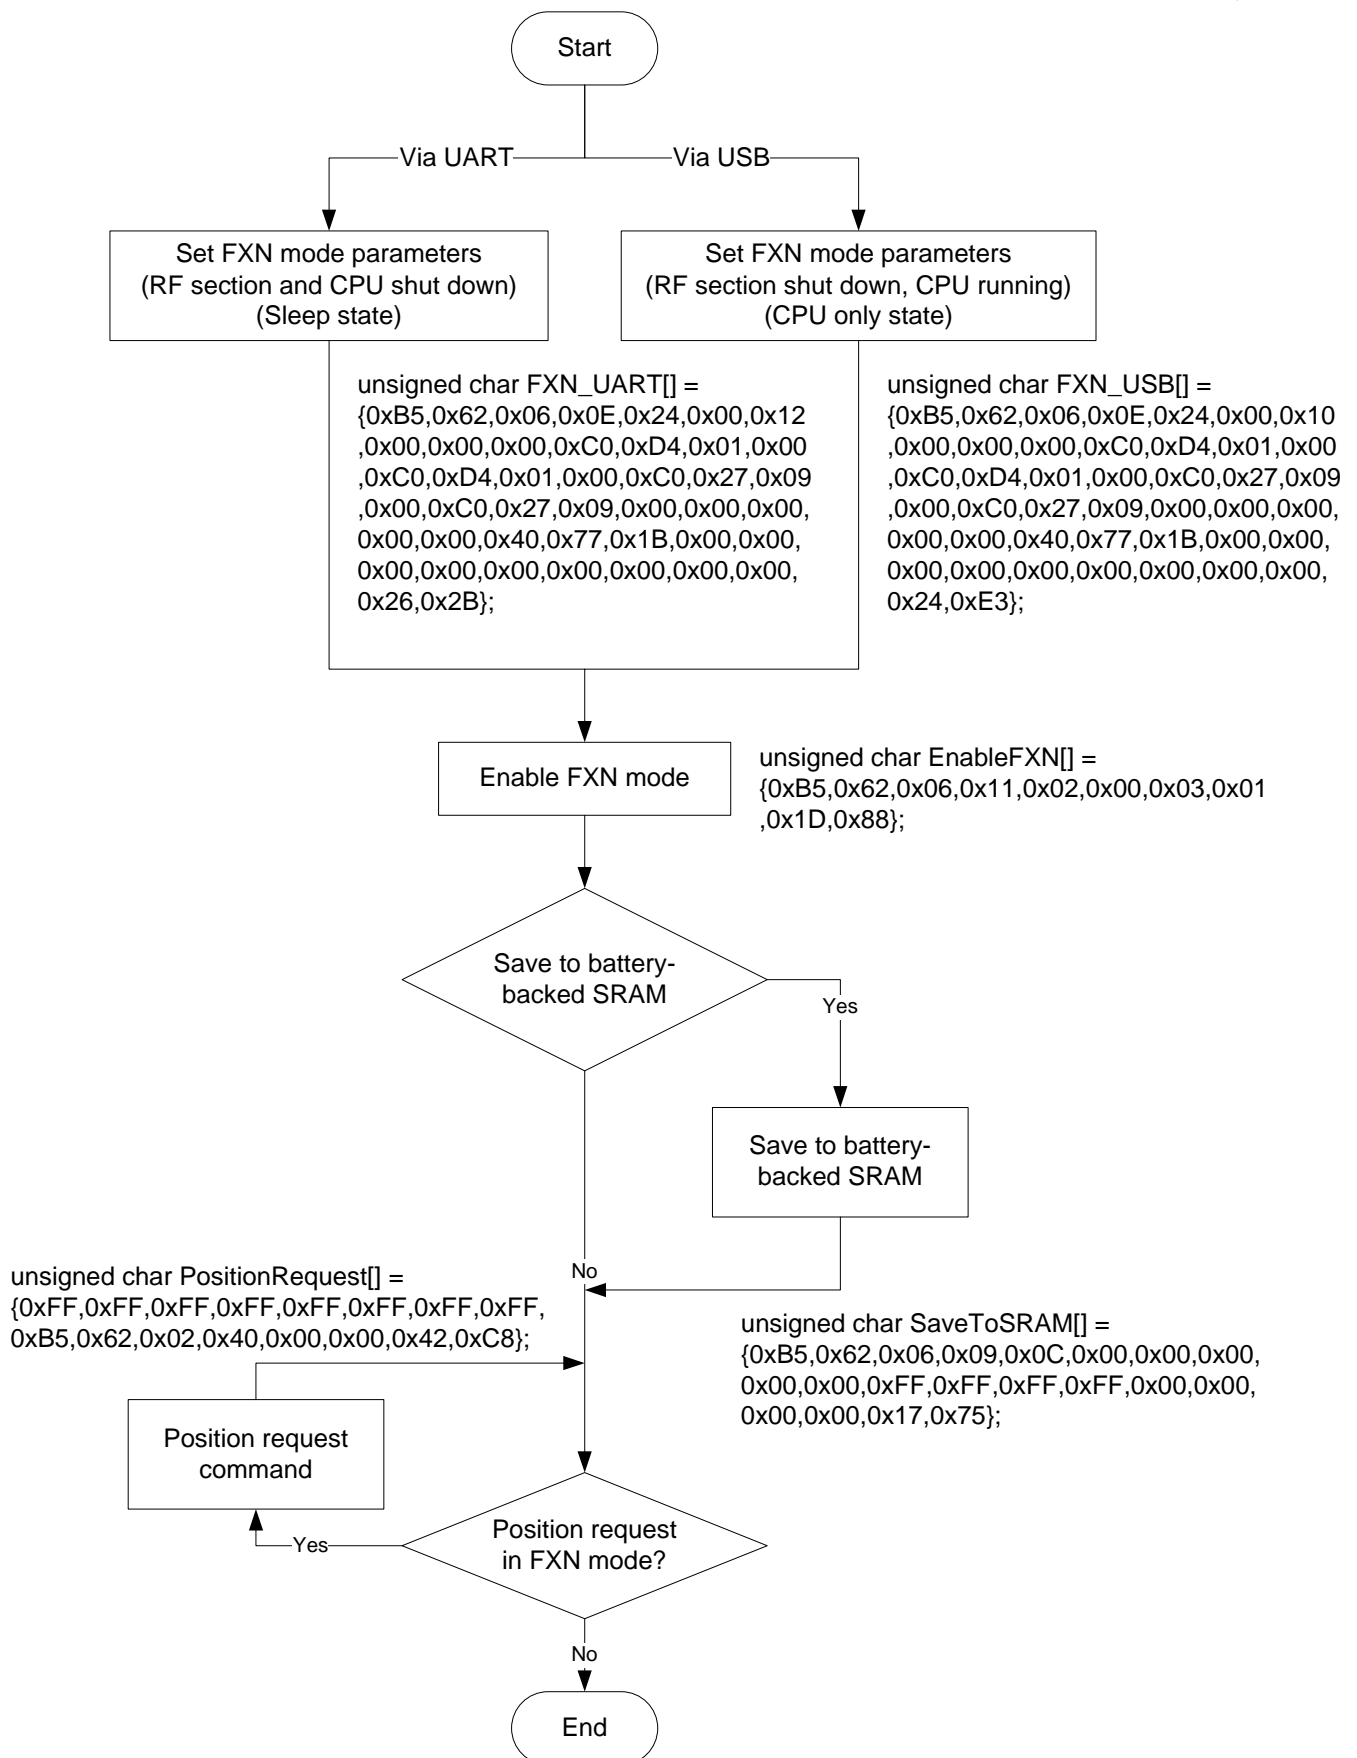 Start
Via UART
Via USB
Set FXN mode parameters
(RF section and CPU shut down)
(Sleep state)
Set FXN mode parameters
(RF section shut down, CPU running)
(CPU only state)
unsigned char FXN_UART[] =
{0xB5,0x62,0x06,0x0E,0x24,0x00,0x12
,0x00,0x00,0x00,0xC0,0xD4,0x01,0x00
,0xC0,0xD4,0x01,0x00,0xC0,0x27,0x09
,0x00,0xC0,0x27,0x09,0x00,0x00,0x00,
0x00,0x00,0x40,0x77,0x1B,0x00,0x00,
0x00,0x00,0x00,0x00,0x00,0x00,0x00,
0x26,0x2B};
unsigned char FXN_USB[] =
{0xB5,0x62,0x06,0x0E,0x24,0x00,0x10
,0x00,0x00,0x00,0xC0,0xD4,0x01,0x00
,0xC0,0xD4,0x01,0x00,0xC0,0x27,0x09
,0x00,0xC0,0x27,0x09,0x00,0x00,0x00,
0x00,0x00,0x40,0x77,0x1B,0x00,0x00,
0x00,0x00,0x00,0x00,0x00,0x00,0x00,
0x24,0xE3};
Enable FXN mode
unsigned char EnableFXN[] =
{0xB5,0x62,0x06,0x11,0x02,0x00,0x03,0x01
,0x1D,0x88};
Save to battery-
backed SRAM
Yes
Save to battery-
backed SRAM
No
unsigned char PositionRequest[] =
{0xFF,0xFF,0xFF,0xFF,0xFF,0xFF,0xFF,0xFF,
0xB5,0x62,0x02,0x40,0x00,0x00,0x42,0xC8};
unsigned char SaveToSRAM[] =
{0xB5,0x62,0x06,0x09,0x0C,0x00,0x00,0x00,
0x00,0x00,0xFF,0xFF,0xFF,0xFF,0x00,0x00,
0x00,0x00,0x17,0x75};
Position request
command
Position request
in FXN mode?
Yes
No
End